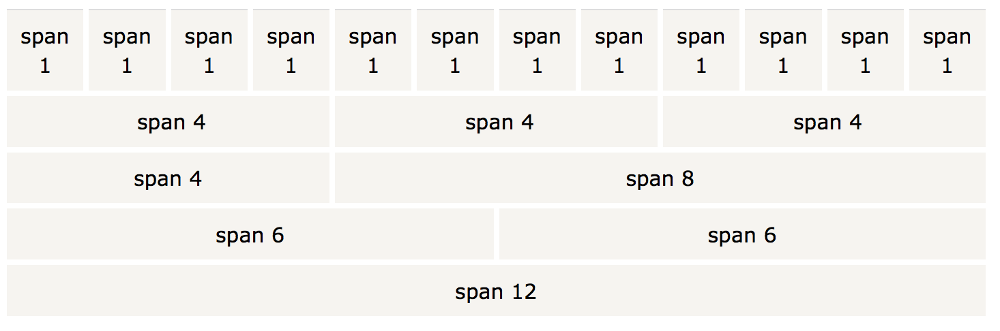 span span span span span span span span span span span span
1 1 1 1 1 1 1 1 1 1 1 1
span 4 span 4 span 4
span 4 span 8
span 6 span 6
span 12